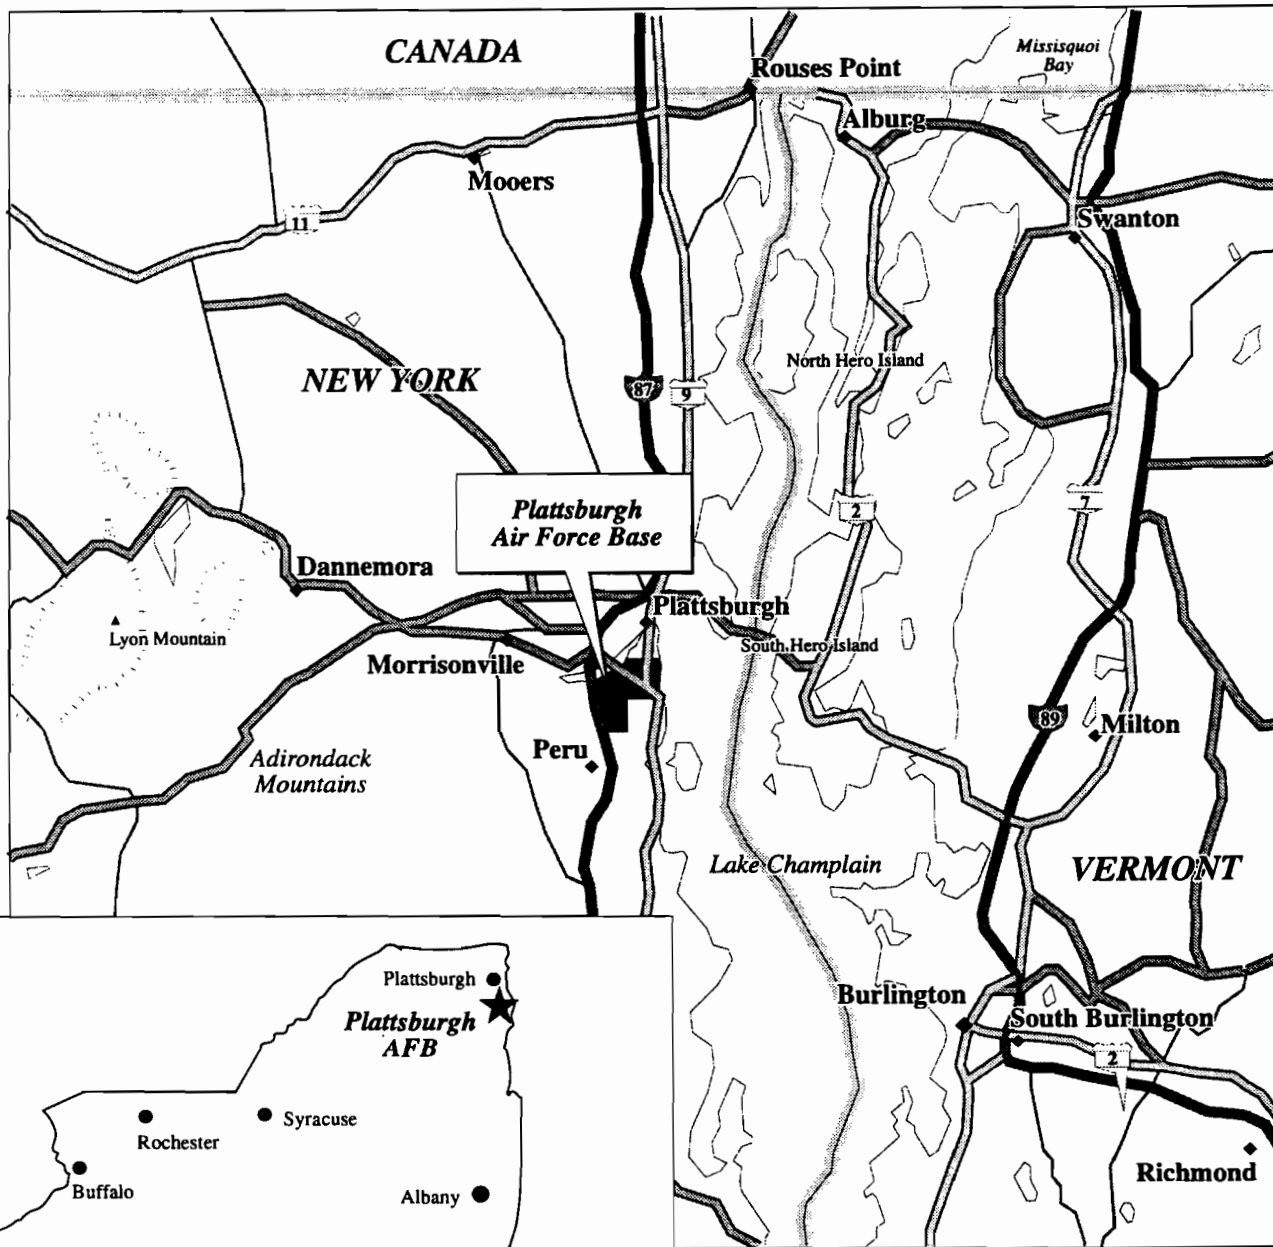 CANADA
Missisquoi
Bay
Rouses Point
Alburg
Mooers
11
Swanton
North Hero Island
NEW YORK
87
9
2
7
Plattsburgh
Air Force Base
Dannemora
Plattsburgh
Lyon Mountain
South Hero Island
Morrisonville
89
Milton
Peru
Adirondack
Mountains
Lake Champlain
VERMONT
Burlington
South Burlington
2
Richmond
Plattsburgh
Plattsburgh
AFB
Syracuse
Rochester
Buffalo
Albany